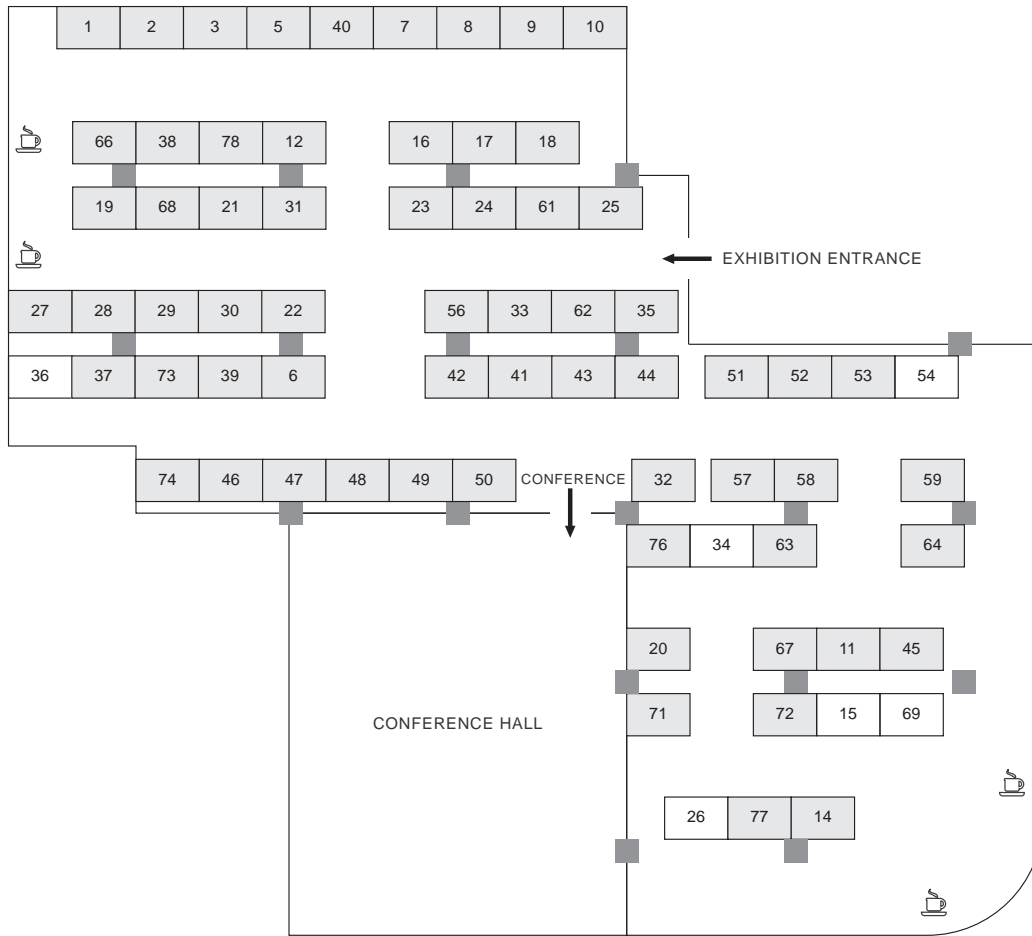 1 2 3 5 40 7 8 9 10
66 38 78 12 16 17 18
19 68 21 31 23 24 61 25
EXHIBITION ENTRANCE
27 28 29 30 22 56 33 62 35
36 37 73 39 6 42 41 43 44 51 52 53 54
74 46 47 48 49 50 CONFERENCE 32 57 58 59
76 34 63 64
20 67 11 45
71 72 15 69
CONFERENCE HALL
26 77 14